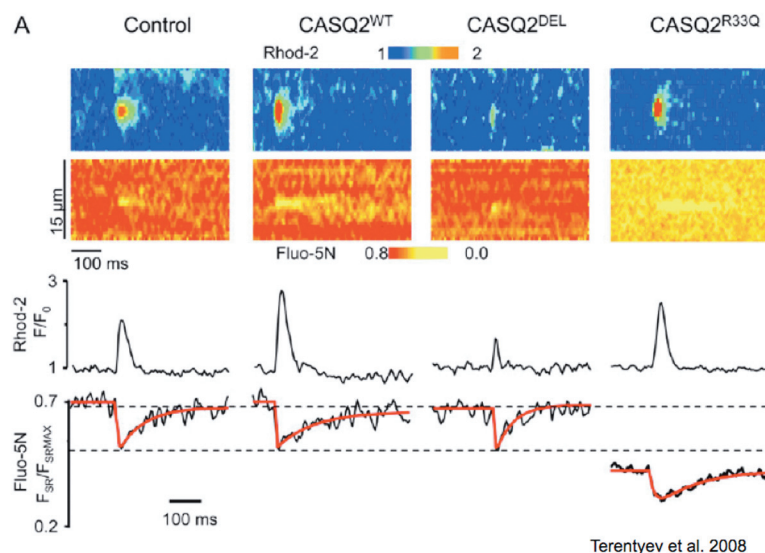 A
Control CASQ2WT CASQ2DEL CASQ2R33Q
Rhod-2 1 2
15 µm
100 ms
Fluo-5N 0.8 0.0
3
Rhod-2
F/F0
1
0.7
Fluo-5N
FSR/FSRMAX
0.2
100 ms
Terentyev et al. 2008